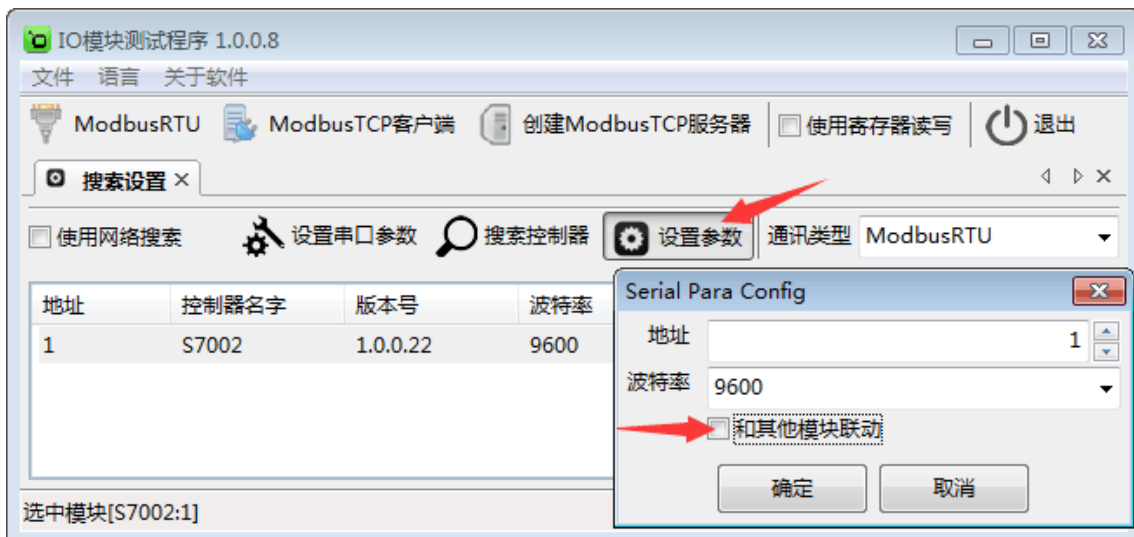 IO模块测试程序 1.0.0.8
文件 语言 关于软件
ModbusRTU ModbusTCP客户端 创建ModbusTCP服务器 使用寄存器读写 退出
搜索设置
使用网络搜索 设置串口参数 搜索控制器 设置参数 通讯类型 ModbusRTU
地址 控制器名字 版本号 波特率
1 S7002 1.0.0.22 9600
Serial Para Config
地址 1
波特率 9600
和其他模块联动
确定 取消
选中模块[S7002:1]